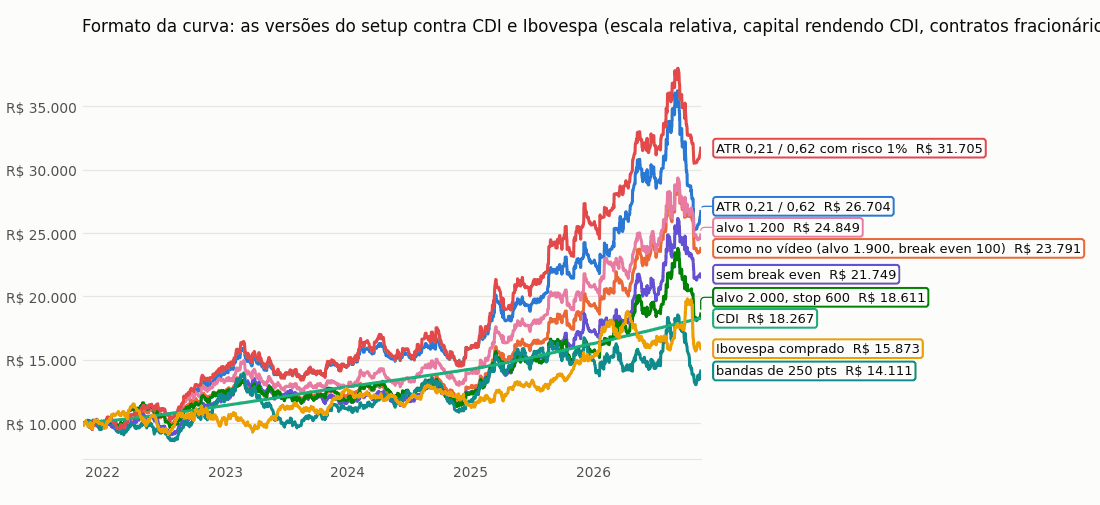 Formato da curva: as versões do setup contra CDI e Ibovespa (escala relativa, capital rendendo CDI, contratos fracionário
R$ 35.000
R$ 30.000
R$ 25.000
R$ 20.000
R$ 15.000
R$ 10.000
2022
2023
2024
2025
2026
ATR 0,21 / 0,62 com risco 1% R$ 31.705
ATR 0,21 / 0,62 R$ 26.704
alvo 1.200 R$ 24.849
como no vídeo (alvo 1.900, break even 100) R$ 23.791
sem break even R$ 21.749
alvo 2.000, stop 600 R$ 18.611
CDI R$ 18.267
Ibovespa comprado R$ 15.873
bandas de 250 pts R$ 14.111